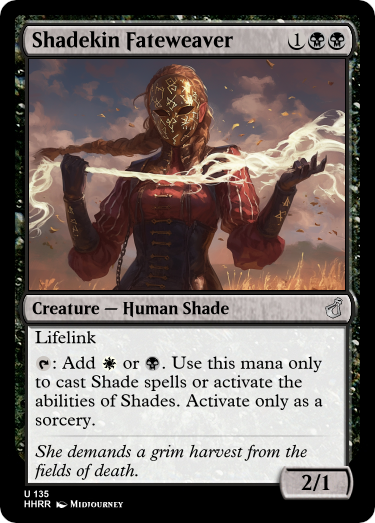 Shadekin Fateweaver 1
Creature — Human Shade
Lifelink
: Add or . Use this mana only
to cast Shade spells or activate the
abilities of Shades. Activate only as a
sorcery.
She demands a grim harvest from the
fields of death.
2/1
U 135
HHRR Midjourney